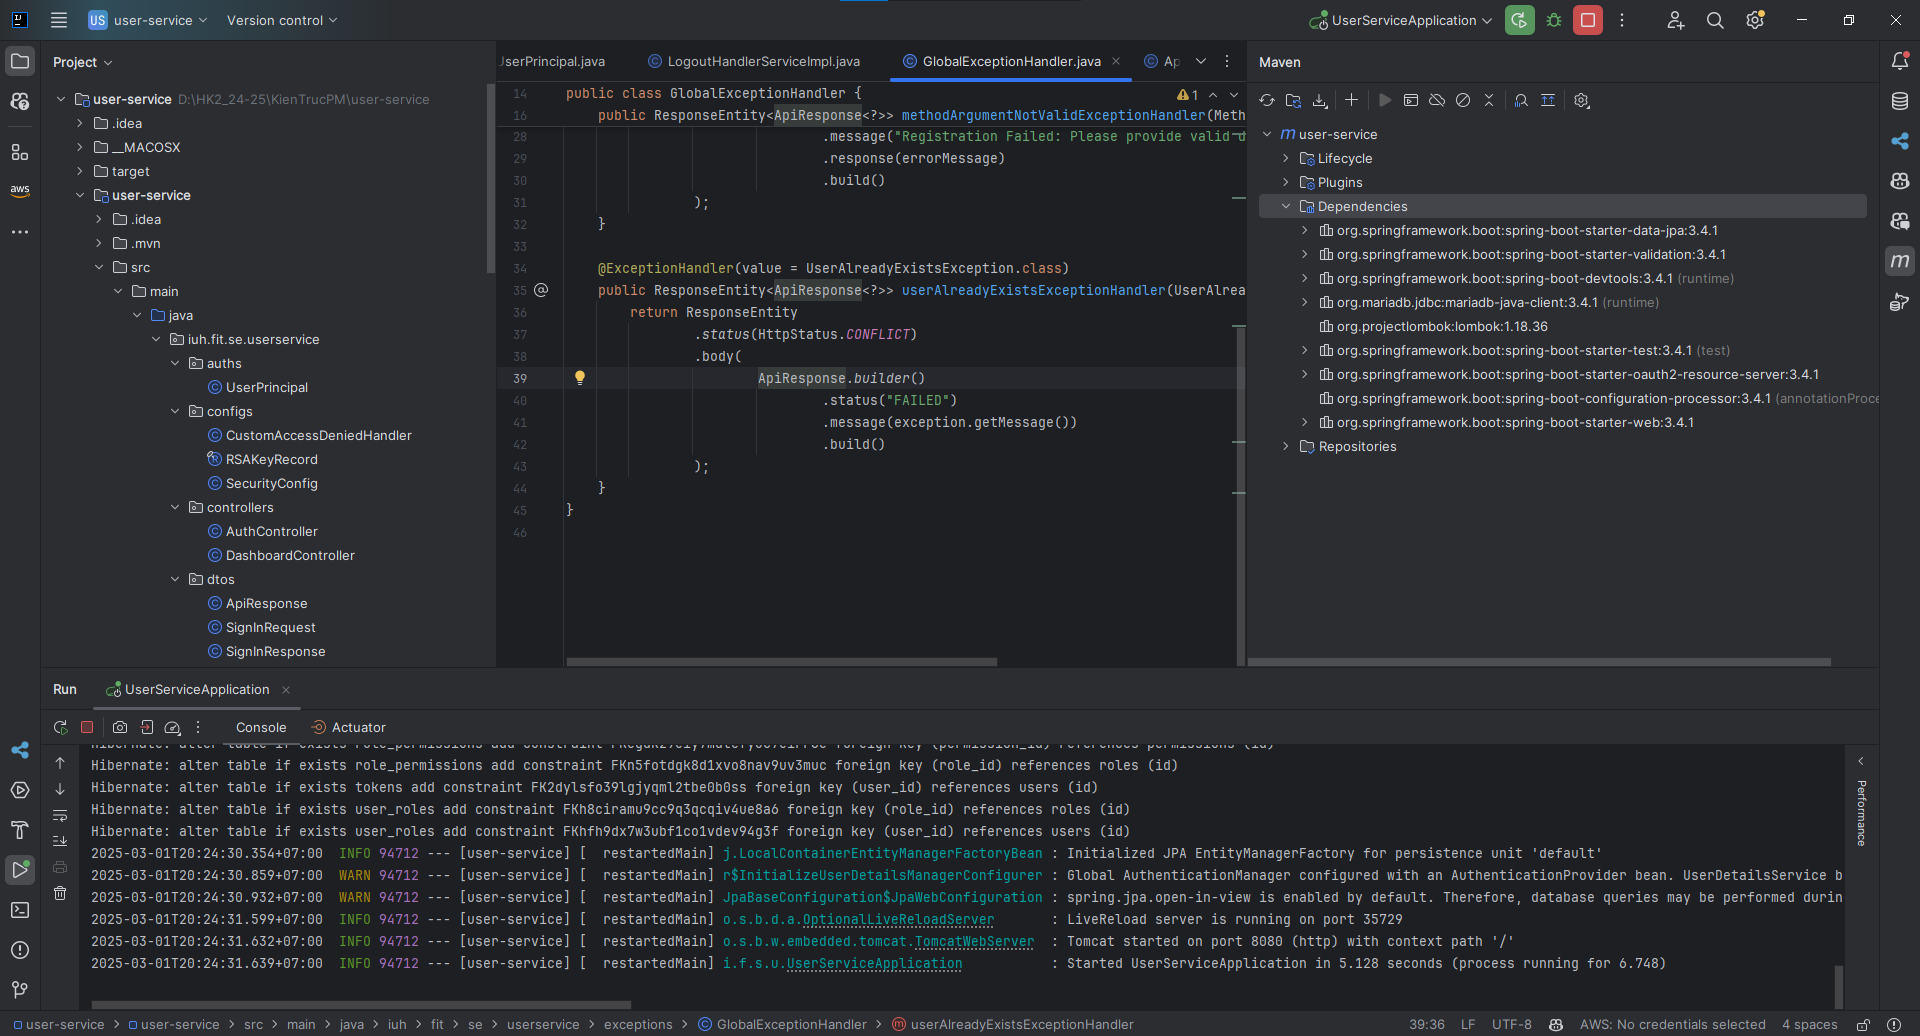 US user-service Version control UserServiceApplication
Project
user-service D:\HK2_24-25\KienTrucPM\user-service
.idea
__MACOSX
target
user-service
.idea
.mvn
src
main
java
iuh.fit.se.userservice
auths
UserPrincipal
configs
CustomAccessDeniedHandler
RSAKeyRecord
SecurityConfig
controllers
AuthController
DashboardController
dtos
ApiResponse
SignInRequest
SignInResponse
aws
UserPrincipal.java LogoutHandlerServiceImpl.java GlobalExceptionHandler.java Ap
14 public class GlobalExceptionHandler { 1
16 public ResponseEntity<ApiResponse<?>> methodArgumentNotValidExceptionHandler(Meth
28 .message("Registration Failed: Please provide valid d
29 .response(errorMessage)
30 .build()
31 );
32 }
33
34 @ExceptionHandler(value = UserAlreadyExistsException.class)
35 public ResponseEntity<ApiResponse<?>> userAlreadyExistsExceptionHandler(UserAlrea
36 return ResponseEntity
37 .status(HttpStatus.CONFLICT)
38 .body(
39 ApiResponse.builder()
40 .status("FAILED")
41 .message(exception.getMessage())
42 .build()
43 );
44 }
45 }
46
Maven
user-service
Lifecycle
Plugins
Dependencies
org.springframework.boot:spring-boot-starter-data-jpa:3.4.1
org.springframework.boot:spring-boot-starter-validation:3.4.1
org.springframework.boot:spring-boot-devtools:3.4.1 (runtime)
org.mariadb.jdbc:mariadb-java-client:3.4.1 (runtime)
org.projectlombok:lombok:1.18.36
org.springframework.boot:spring-boot-starter-test:3.4.1 (test)
org.springframework.boot:spring-boot-starter-oauth2-resource-server:3.4.1
org.springframework.boot:spring-boot-configuration-processor:3.4.1 (annotationProce
org.springframework.boot:spring-boot-starter-web:3.4.1
Repositories
Run UserServiceApplication
Console Actuator
Hibernate: alter table if exists role_permissions add constraint foreign key (permission_id) references permissions (id)
Hibernate: alter table if exists role_permissions add constraint FKn5fotdgk8d1xvo8nav9uv3muc foreign key (role_id) references roles (id)
Hibernate: alter table if exists tokens add constraint FK2dylsfo39lgjyqml2tbe0b0ss foreign key (user_id) references users (id)
Hibernate: alter table if exists user_roles add constraint FKh8ciramu9cc9q3qcqiv4ue8a6 foreign key (role_id) references roles (id)
Hibernate: alter table if exists user_roles add constraint FKhfh9dx7w3ubf1co1vdev94g3f foreign key (user_id) references users (id)
2025-03-01T20:24:30.354+07:00 INFO 94712 --- [user-service] [ restartedMain] j.LocalContainerEntityManagerFactoryBean : Initialized JPA EntityManagerFactory for persistence unit 'default'
2025-03-01T20:24:30.859+07:00 WARN 94712 --- [user-service] [ restartedMain] r$InitializeUserDetailsManagerConfigurer : Global AuthenticationManager configured with an AuthenticationProvider bean. UserDetailsService b
2025-03-01T20:24:30.932+07:00 WARN 94712 --- [user-service] [ restartedMain] JpaBaseConfiguration$JpaWebConfiguration : spring.jpa.open-in-view is enabled by default. Therefore, database queries may be performed durin
2025-03-01T20:24:31.599+07:00 INFO 94712 --- [user-service] [ restartedMain] o.s.b.d.a.OptionalLiveReloadServer : LiveReload server is running on port 35729
2025-03-01T20:24:31.632+07:00 INFO 94712 --- [user-service] [ restartedMain] o.s.b.w.embedded.tomcat.TomcatWebServer : Tomcat started on port 8080 (http) with context path '/'
2025-03-01T20:24:31.639+07:00 INFO 94712 --- [user-service] [ restartedMain] i.f.s.u.UserServiceApplication : Started UserServiceApplication in 5.128 seconds (process running for 6.748)
Performance
user-service > user-service > src > main > java > iuh > fit > se > userservice > exceptions > GlobalExceptionHandler > userAlreadyExistsExceptionHandler 39:36 LF UTF-8 AWS: No credentials selected 4 spaces